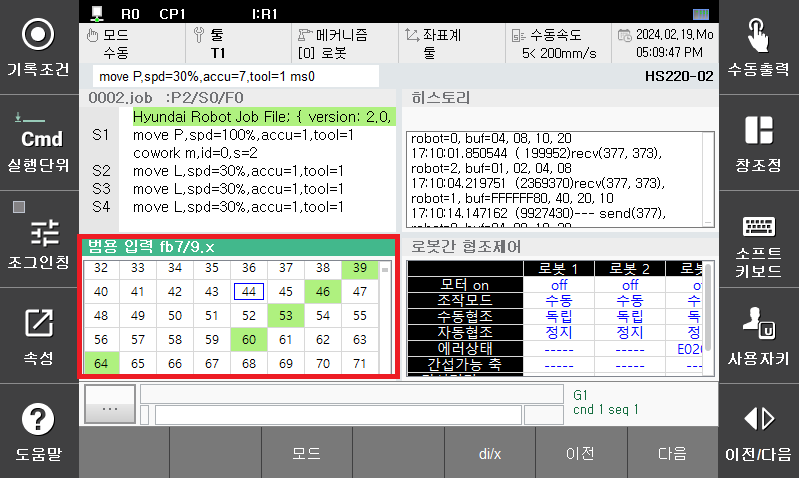 R0 CP1 I:R1
모드
수동
툴
T1
메커니즘
[0] 로봇
좌표계
툴
수동속도
5< 200mm/s
2024,02,19,Mo
05:09:47 PM
move P,spd=30%,accu=7,tool=1 ms0
HS220-02
기록조건
Cmd
실행단위
조그인칭
속성
도움말
0002.job :P2/S0/F0
Hyundai Robot Job File; { version: 2,0,
S1 move P,spd=100%,accu=1,tool=1
cowork m,id=0,s=2
S2 move L,spd=30%,accu=1,tool=1
S3 move L,spd=30%,accu=1,tool=1
S4 move L,spd=30%,accu=1,tool=1
히스토리
robot=0, buf=04, 08, 10, 20
17:10:01.850544 ( 199952)recv(377, 373),
robot=2, buf=01, 02, 04, 08
17:10:04.219751 (2369370)recv(373),
robot=1, buf=FFFFFF80, 40, 20, 10
17:10:14.147162 (9927430)--- send(377),
범용 입력 fb7/9.x
32 33 34 35 36 37 38 39
40 41 42 43 44 45 46 47
48 49 50 51 52 53 54 55
56 57 58 59 60 61 62 63
64 65 66 67 68 69 70 71
로봇간 협조제어
로봇 1 로봇 2 로봇
모터 on off off
조작모드 수동 수동 수
수동협조 독립 독립 독
자동협조 정지 정지 정
에러상태 ----- ----- E02
간섭가능 축 ----- ----- -----
...
G1
cnd 1 seq 1
모드
di/x
이전
다음
수동출력
창조정
소프트
키보드
사용자키
U
이전/다음